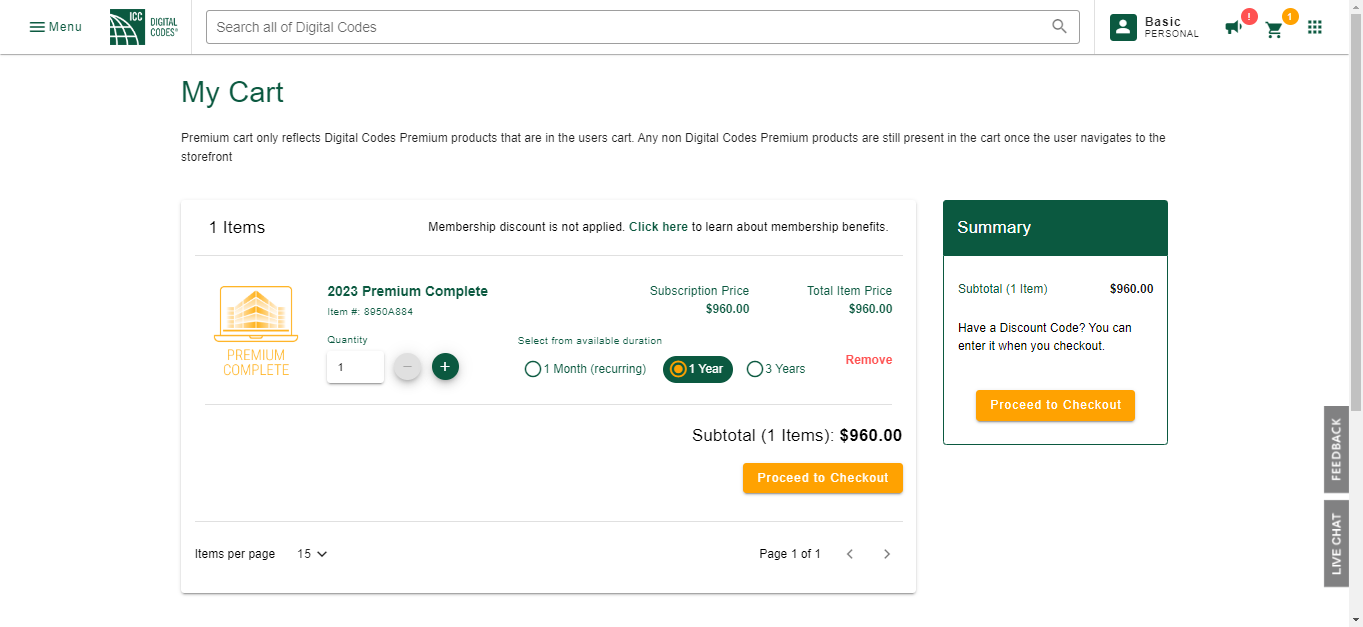 Menu
ICC
DIGITAL
CODES®
Search all of Digital Codes
Basic
PERSONAL
!
1
My Cart
Premium cart only reflects Digital Codes Premium products that are in the users cart. Any non Digital Codes Premium products are still present in the cart once the user navigates to the
storefront
1 Items
Membership discount is not applied. Click here to learn about membership benefits.
PREMIUM
COMPLETE
2023 Premium Complete
Item #: 8950A884
Subscription Price
$960.00
Total Item Price
$960.00
Quantity
1
Select from available duration
1 Month (recurring)
1 Year
3 Years
Remove
Subtotal (1 Items): $960.00
Proceed to Checkout
Items per page 15
Page 1 of 1
Summary
Subtotal (1 Item) $960.00
Have a Discount Code? You can
enter it when you checkout.
Proceed to Checkout
FEEDBACK
LIVE CHAT